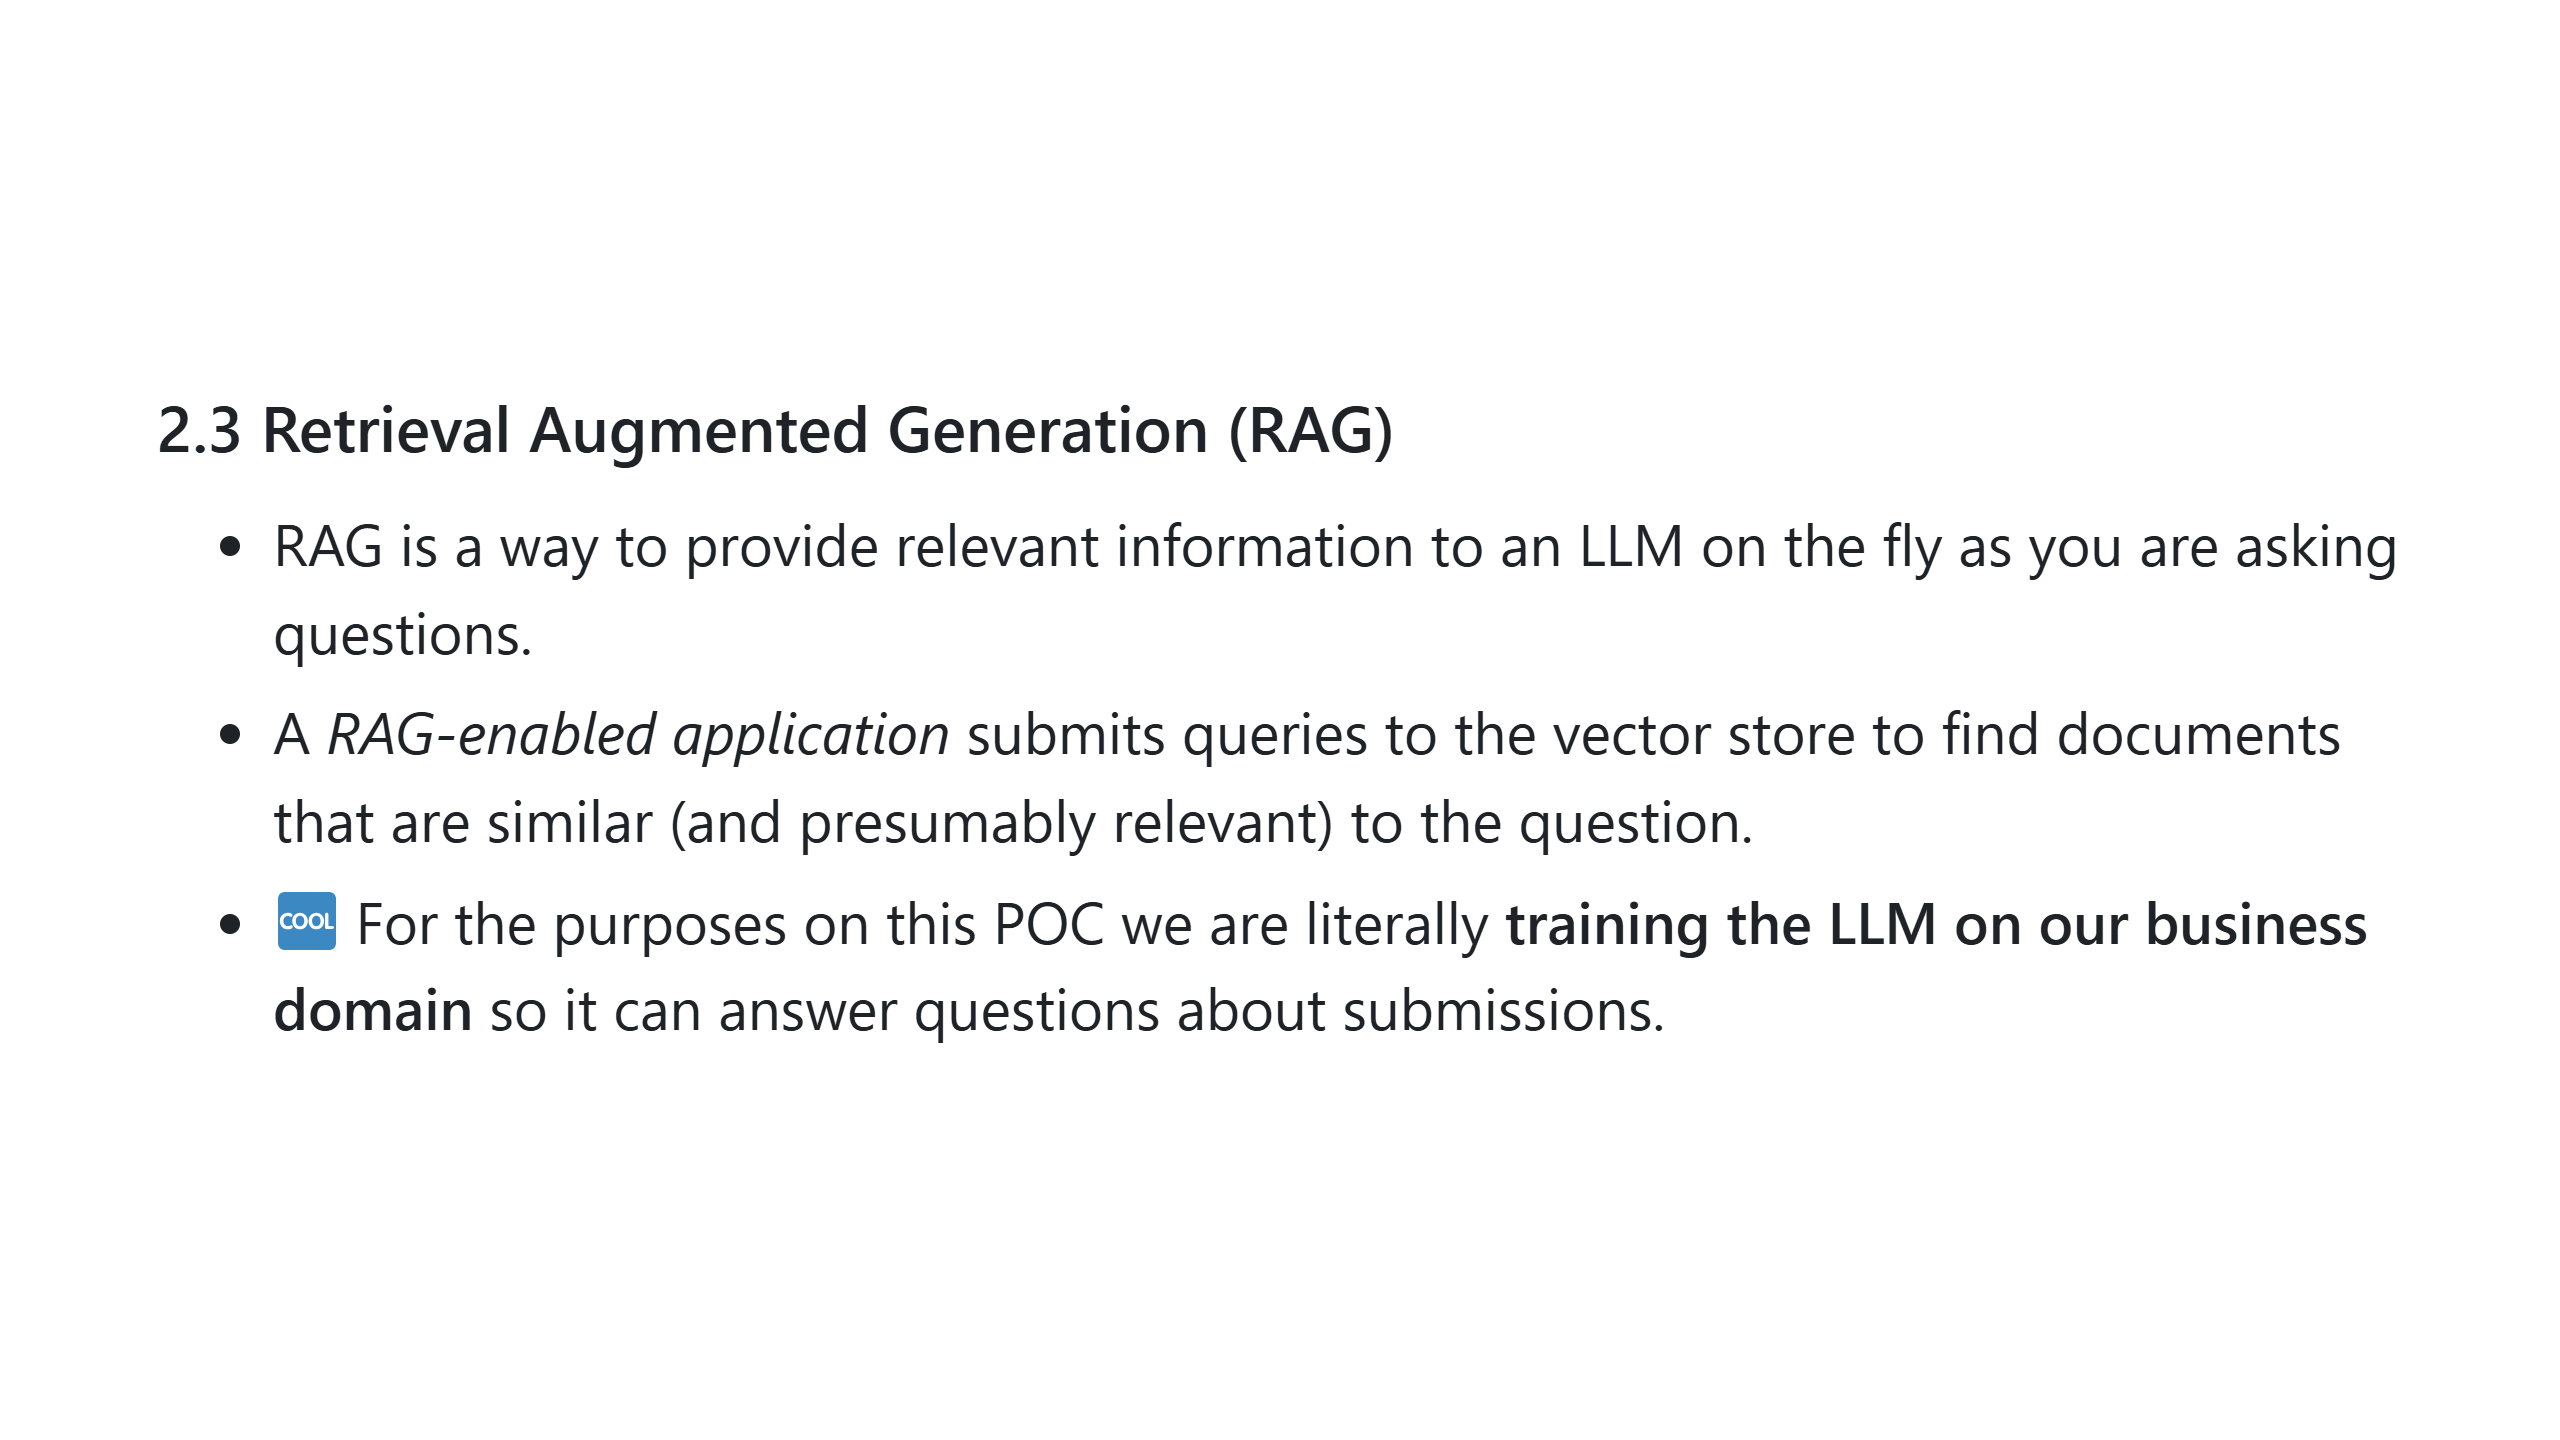 2.3 Retrieval Augmented Generation (RAG)
• RAG is a way to provide relevant information to an LLM on the fly as you are asking
questions.
• A RAG-enabled application submits queries to the vector store to find documents
that are similar (and presumably relevant) to the question.
• 🆒 For the purposes on this POC we are literally training the LLM on our business
domain so it can answer questions about submissions.